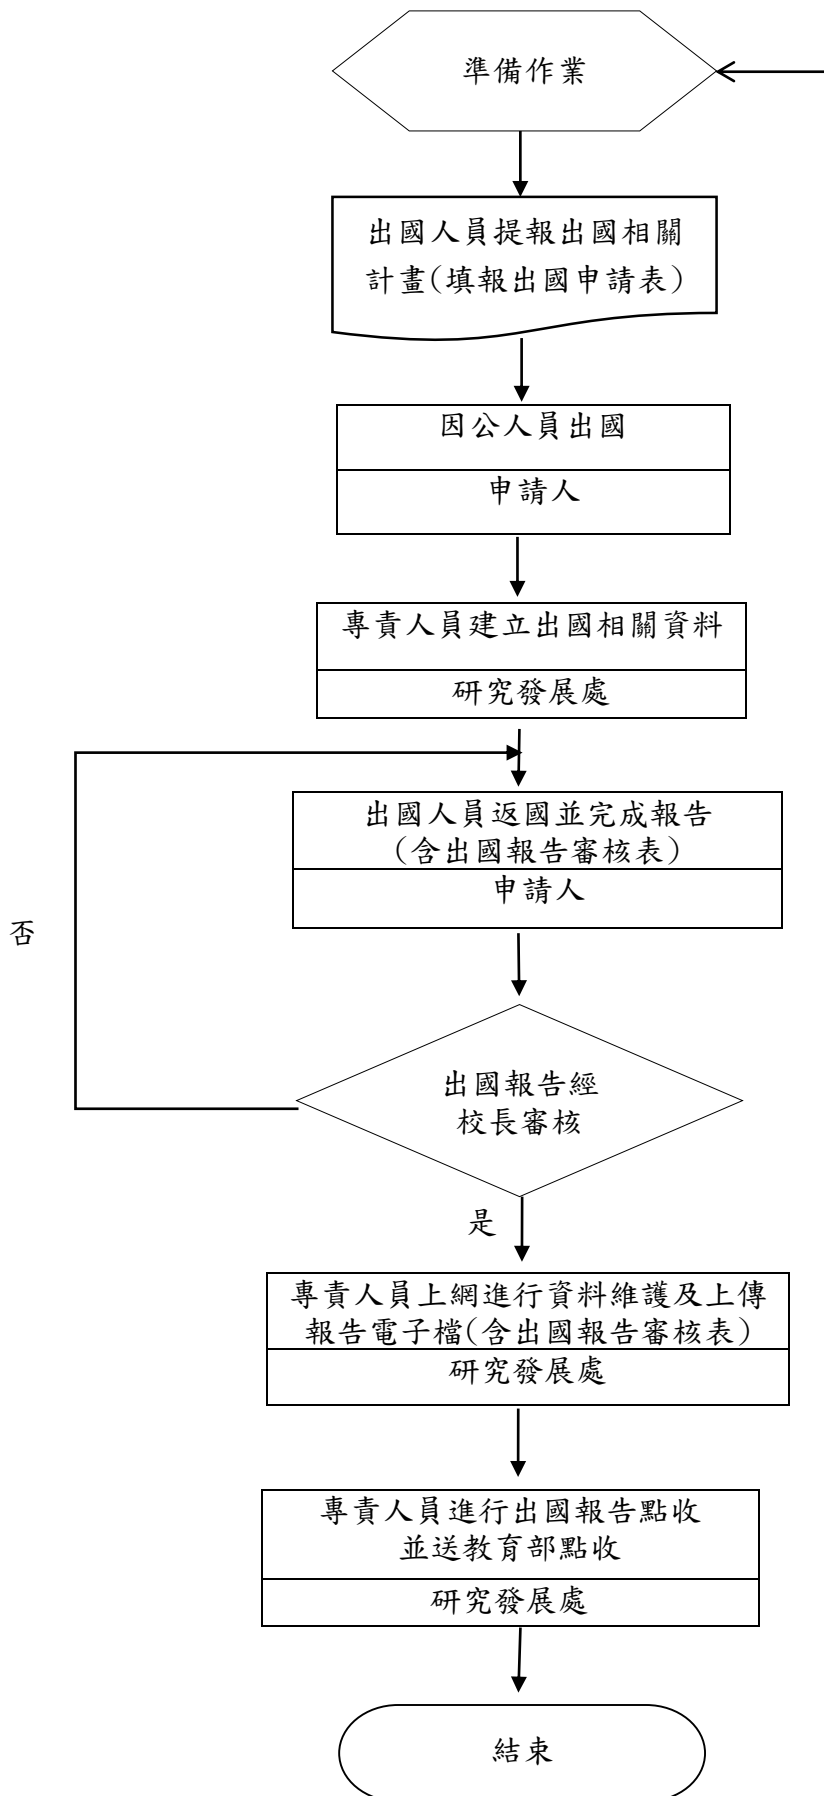 準備作業
出國人員提報出國相關
計畫(填報出國申請表)
因公人員出國
申請人
專責人員建立出國相關資料
研究發展處
出國人員返國並完成報告
(含出國報告審核表)
申請人
否
出國報告經
校長審核
是
專責人員上網進行資料維護及上傳
報告電子檔(含出國報告審核表)
研究發展處
專責人員進行出國報告點收
並送教育部點收
研究發展處
結束